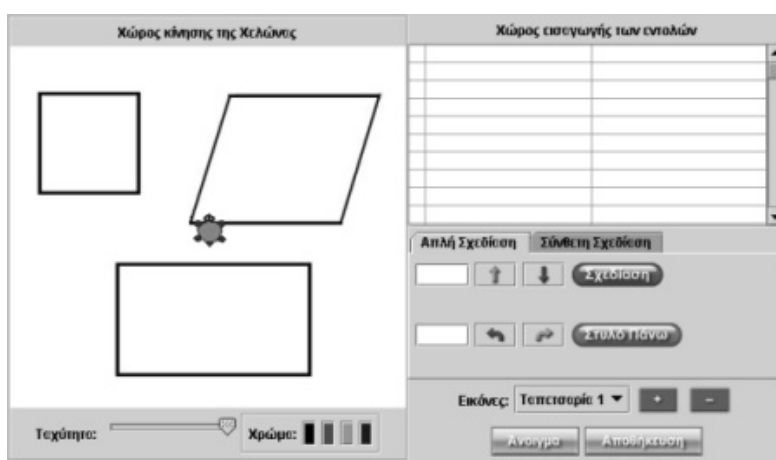 Χώρος κίνησης της Χελώνας
Χώρος εισαγωγής των εντολών
Απλή Σχεδίαση Σύνθετη Σχεδίαση
Σχεδίαση
Στυλό Πάνω
Εικόνες: Ταπετσαρία 1 + -
Ταχύτητα: Χρώμα:
Άνοιγμα Αποθήκευση